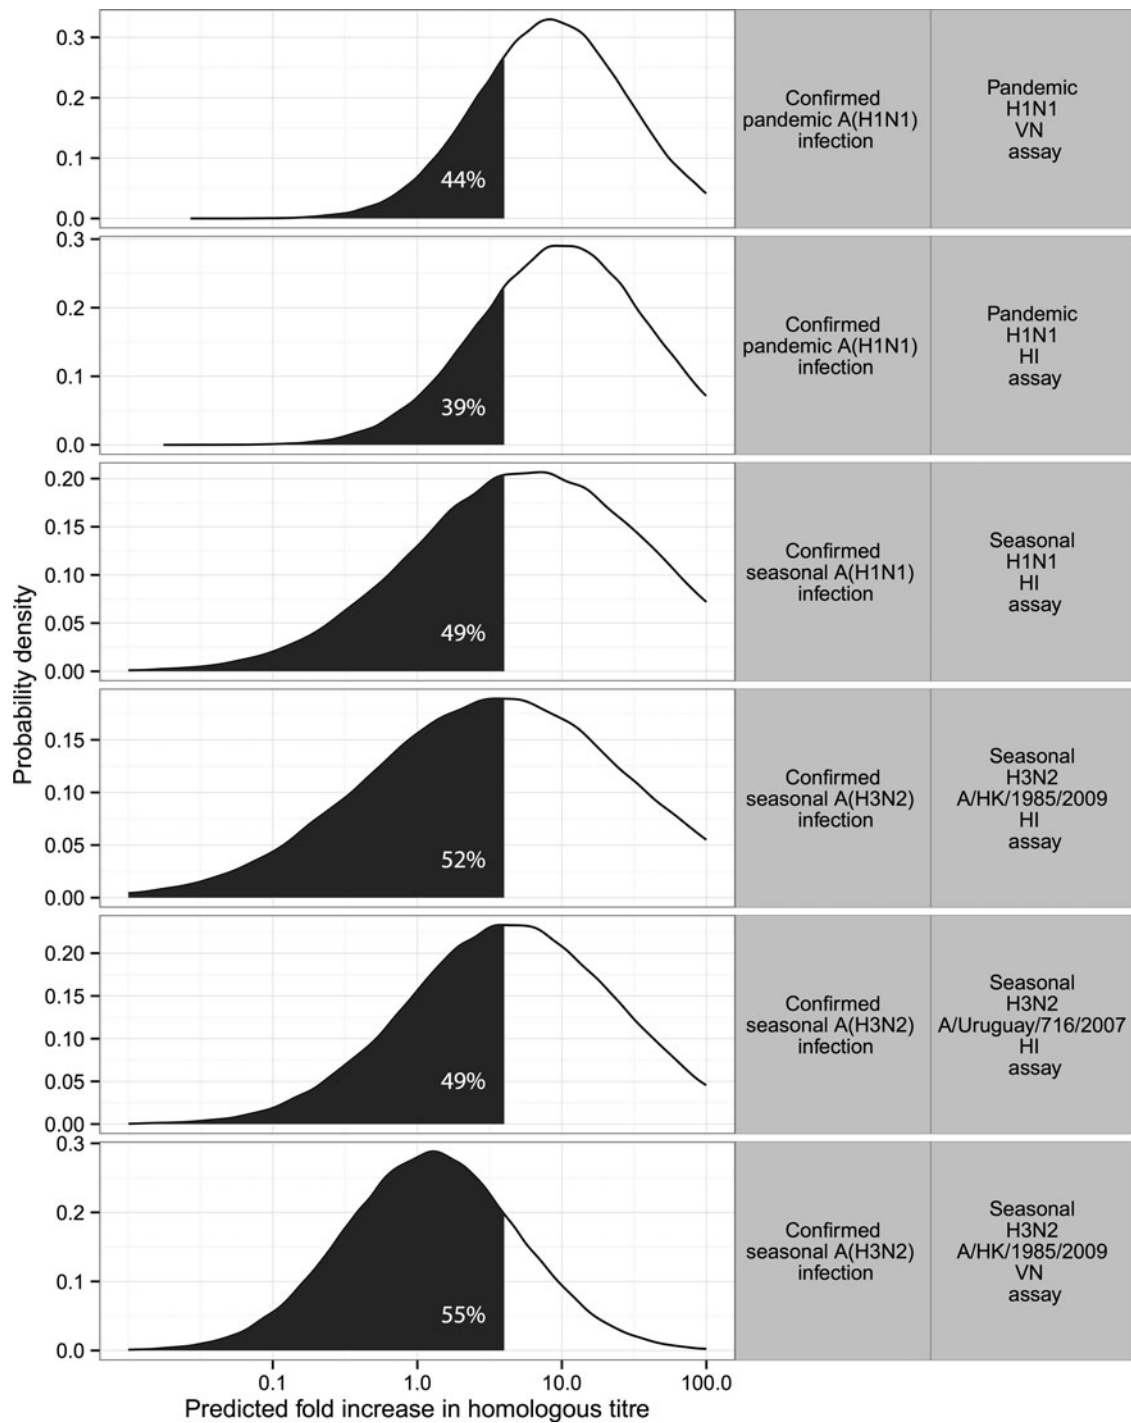 Probability density
0.3
0.2
0.1
0.0
44%
Confirmed
pandemic A(H1N1)
infection
Pandemic
H1N1
VN
assay
0.3
0.2
0.1
0.0
39%
Confirmed
pandemic A(H1N1)
infection
Pandemic
H1N1
HI
assay
0.20
0.15
0.10
0.05
0.00
49%
Confirmed
seasonal A(H1N1)
infection
Seasonal
H1N1
HI
assay
0.15
0.10
0.05
0.00
52%
Confirmed
seasonal A(H3N2)
infection
Seasonal
H3N2
A/HK/1985/2009
HI
assay
0.20
0.15
0.10
0.05
0.00
49%
Confirmed
seasonal A(H3N2)
infection
Seasonal
H3N2
A/Uruguay/716/2007
HI
assay
0.3
0.2
0.1
0.0
55%
Confirmed
seasonal A(H3N2)
infection
Seasonal
H3N2
A/HK/1985/2009
VN
assay
0.1 1.0 10.0 100.0
Predicted fold increase in homologous titre